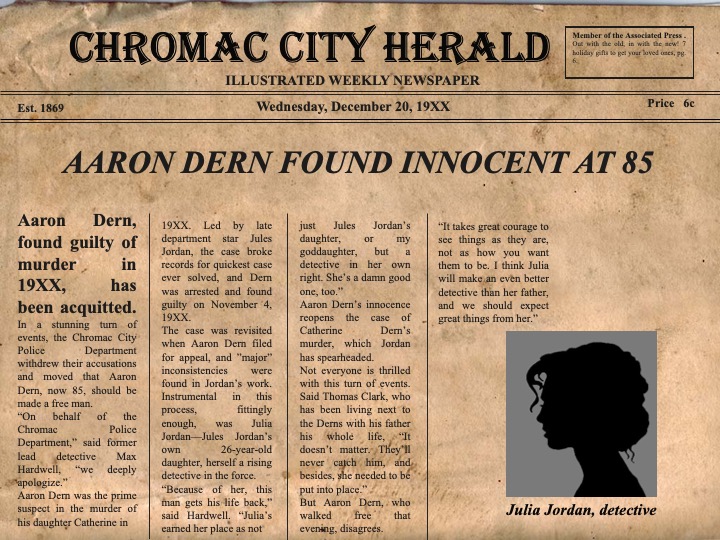 CHROMAC CITY HERALD
Member of the Associated Press .
Out with the old, in with the new! 7
holiday gifts to get your loved ones, pg.
6.
ILLUSTRATED WEEKLY NEWSPAPER
Est. 1869
Wednesday, December 20, 19XX
Price 6c
AARON DERN FOUND INNOCENT AT 85
Aaron Dern,
found guilty of
murder in
19XX, has
been acquitted.
In a stunning turn of
events, the Chromac City
Police Department
withdrew their accusations
and moved that Aaron
Dern, now 85, should be
made a free man.
“On behalf of the
Chromac Police
Department,” said former
lead detective Max
Hardwell, “we deeply
apologize.”
Aaron Dern was the prime
suspect in the murder of
his daughter Catherine in
19XX. Led by late
department star Jules
Jordan, the case broke
records for quickest case
ever solved, and Dern
was arrested and found
guilty on November 4,
19XX.
The case was revisited
when Aaron Dern filed
for appeal, and “major”
inconsistencies were
found in Jordan’s work.
Instrumental in this
process, fittingly
enough, was Julia
Jordan—Jules Jordan’s
own 26-year-old
daughter, herself a rising
detective in the force.
“Because of her, this
man gets his life back,”
said Hardwell. “Julia’s
earned her place as not
just Jules Jordan’s
daughter, or my
goddaughter, but a
detective in her own
right. She’s a damn good
one, too.”
Aaron Dern’s innocence
reopens the case of
Catherine Dern’s
murder, which Jordan
has spearheaded.
Not everyone is thrilled
with this turn of events.
Said Thomas Clark, who
has been living next to
the Derns with his father
his whole life, “It
doesn’t matter. They’ll
never catch him, and
besides, she needed to be
put into place.”
But Aaron Dern, who
walked free that
evening, disagrees.
“It takes great courage to
see things as they are,
not as how you want
them to be. I think Julia
will make an even better
detective than her father,
and we should expect
great things from her.”
Julia Jordan, detective